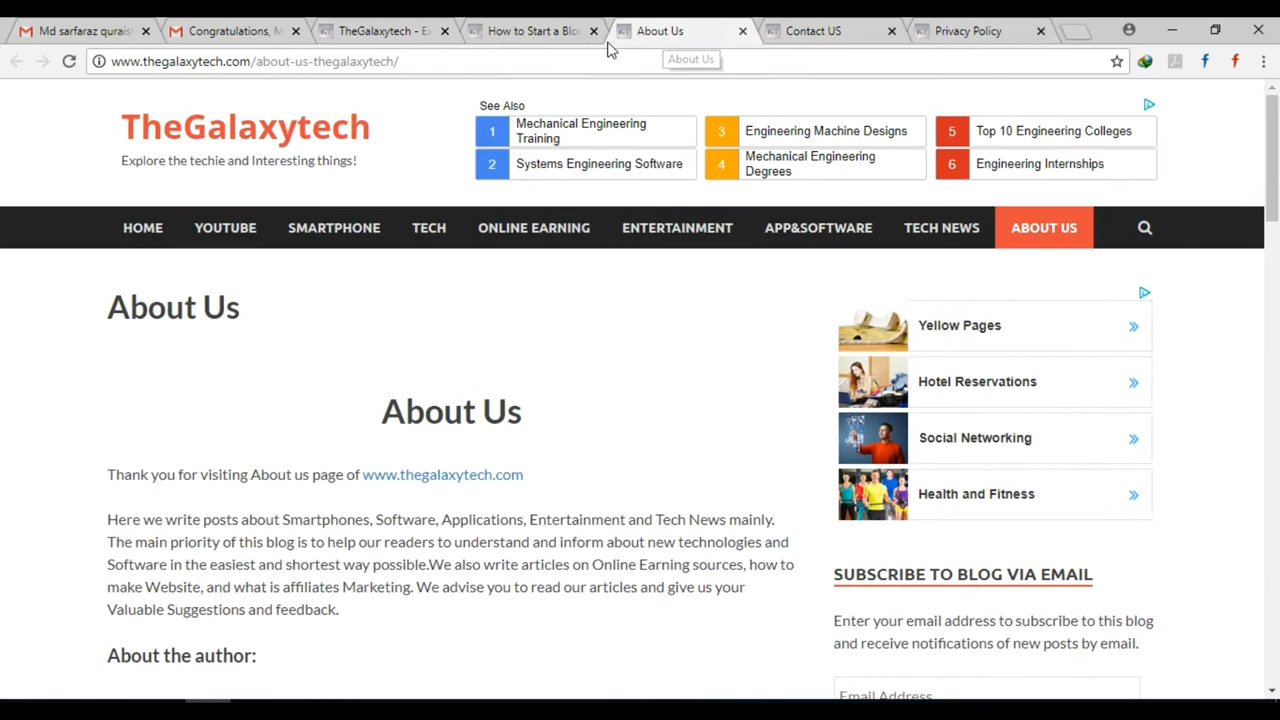 Md sarfaraz qurais
Congratulations, M
TheGalaxytech - E
How to Start a Blo
About Us
Contact US
Privacy Policy
www.thegalaxytech.com/about-us-thegalaxytech/
About Us
TheGalaxytech
Explore the techie and Interesting things!
See Also
1 Mechanical Engineering
Training
2 Systems Engineering Software
3 Engineering Machine Designs
4 Mechanical Engineering
Degrees
5 Top 10 Engineering Colleges
6 Engineering Internships
HOME YOUTUBE SMARTPHONE TECH ONLINE EARNING ENTERTAINMENT APP&SOFTWARE TECH NEWS ABOUT US
About Us
About Us
Thank you for visiting About us page of www.thegalaxytech.com
Here we write posts about Smartphones, Software, Applications, Entertainment and Tech News mainly.
The main priority of this blog is to help our readers to understand and inform about new technologies and
Software in the easiest and shortest way possible.We also write articles on Online Earning sources, how to
make Website, and what is affiliates Marketing. We advise you to read our articles and give us your
Valuable Suggestions and feedback.
About the author:
Yellow Pages
Hotel Reservations
Social Networking
Health and Fitness
SUBSCRIBE TO BLOG VIA EMAIL
Enter your email address to subscribe to this blog
and receive notifications of new posts by email.
Email Address